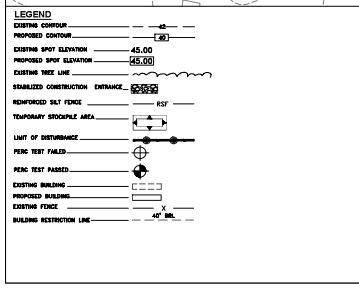 LEGEND
EXISTING CONTOUR 42
PROPOSED CONTOUR 40
EXISTING SPOT ELEVATION 45.00
PROPOSED SPOT ELEVATION 45.00
EXISTING TREE LINE
STABILIZED CONSTRUCTION ENTRANCE
REINFORCED SILT FENCE RSF
TEMPORARY STOCKPILE AREA
LIMIT OF DISTURBANCE
PERC TEST FAILED
PERC TEST PASSED
EXISTING BUILDING
PROPOSED BUILDING
EXISTING FENCE X
BUILDING RESTRICTION LINE 40' BRL